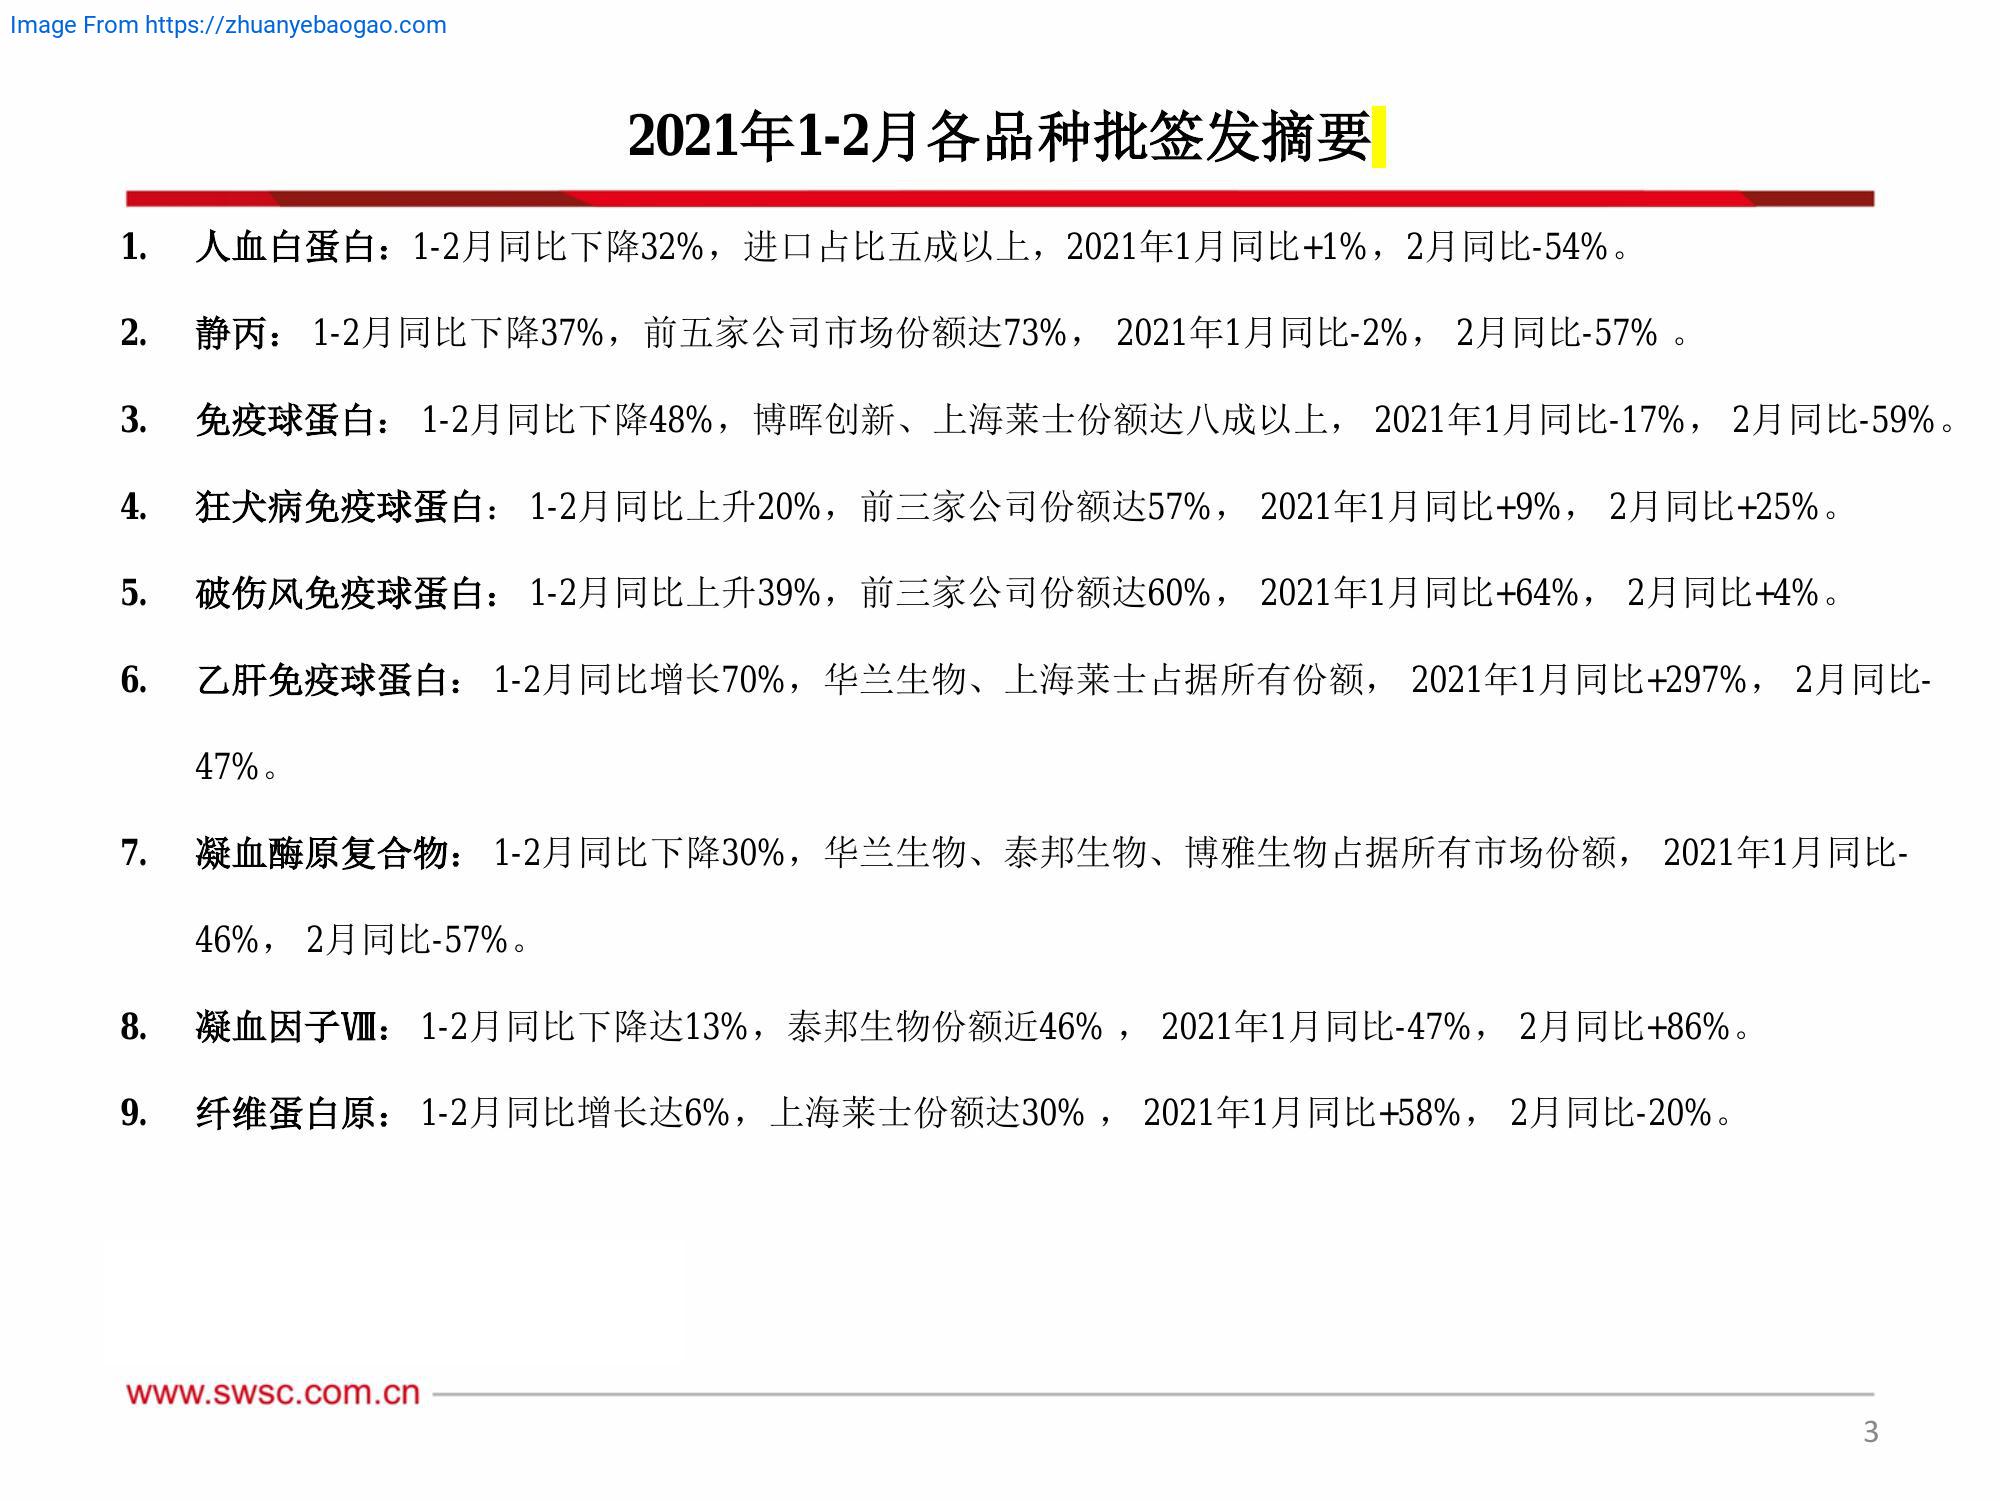 Image From https://zhuanyebaogao.com
2021年1-2月各品种批签发摘要
1. 人血白蛋白：1-2月同比下降32%，进口占比五成以上，2021年1月同比+1%，2月同比-54%。
2. 静丙： 1-2月同比下降37%，前五家公司市场份额达73%， 2021年1月同比-2%， 2月同比-57% 。
3. 免疫球蛋白： 1-2月同比下降48%，博晖创新、上海莱士份额达八成以上， 2021年1月同比-17%， 2月同比-59%。
4. 狂犬病免疫球蛋白： 1-2月同比上升20%，前三家公司份额达57%， 2021年1月同比+9%， 2月同比+25%。
5. 破伤风免疫球蛋白： 1-2月同比上升39%，前三家公司份额达60%， 2021年1月同比+64%， 2月同比+4%。
6. 乙肝免疫球蛋白： 1-2月同比增长70%，华兰生物、上海莱士占据所有份额， 2021年1月同比+297%， 2月同比-
47%。
7. 凝血酶原复合物： 1-2月同比下降30%，华兰生物、泰邦生物、博雅生物占据所有市场份额， 2021年1月同比-
46%， 2月同比-57%。
8. 凝血因子Ⅷ： 1-2月同比下降达13%，泰邦生物份额近46% ， 2021年1月同比-47%， 2月同比+86%。
9. 纤维蛋白原： 1-2月同比增长达6%，上海莱士份额达30% ， 2021年1月同比+58%， 2月同比-20%。
www.swsc.com.cn
3